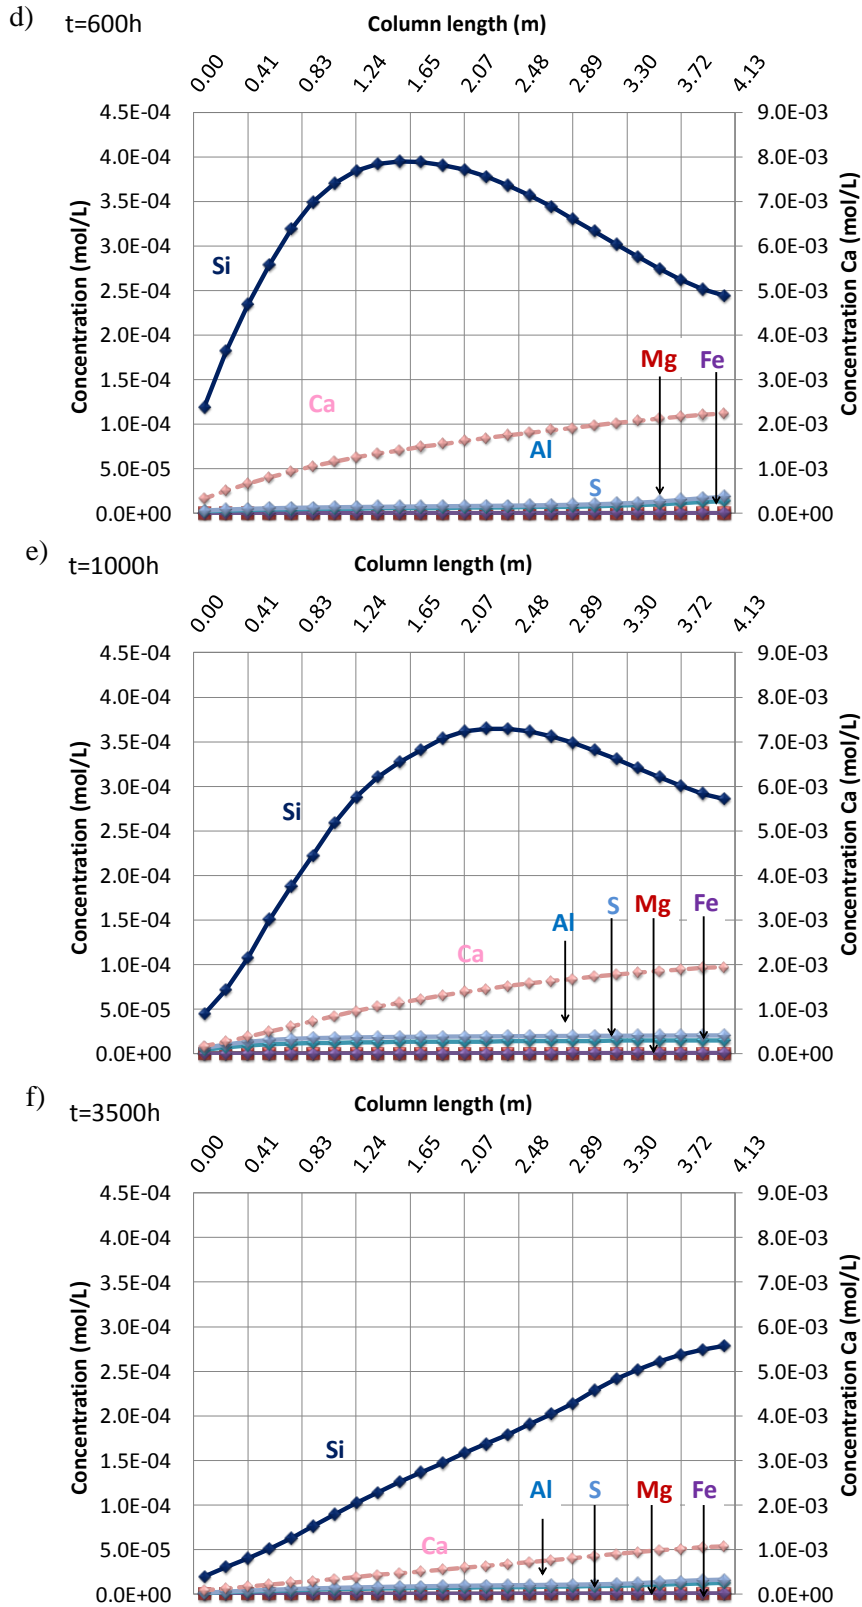 d) t=600h
Column length (m)
0.00 0.41 0.83 1.24 1.65 2.07 2.48 2.89 3.30 3.72 4.13
4.5E-04 9.0E-03
4.0E-04 8.0E-03
3.5E-04 7.0E-03
3.0E-04 6.0E-03
2.5E-04 5.0E-03
2.0E-04 4.0E-03
1.5E-04 3.0E-03
1.0E-04 2.0E-03
5.0E-05 1.0E-03
0.0E+00 0.0E+00
Concentration (mol/L)
Concentration Ca (mol/L)
Si
Mg Fe
Ca
Al
S
e) t=1000h
Column length (m)
0.00 0.41 0.83 1.24 1.65 2.07 2.48 2.89 3.30 3.72 4.13
4.5E-04 9.0E-03
4.0E-04 8.0E-03
3.5E-04 7.0E-03
3.0E-04 6.0E-03
2.5E-04 5.0E-03
2.0E-04 4.0E-03
1.5E-04 3.0E-03
1.0E-04 2.0E-03
5.0E-05 1.0E-03
0.0E+00 0.0E+00
Concentration (mol/L)
Concentration Ca (mol/L)
Si
Al S Mg Fe
Ca
f) t=3500h
Column length (m)
0.00 0.41 0.83 1.24 1.65 2.07 2.48 2.89 3.30 3.72 4.13
4.5E-04 9.0E-03
4.0E-04 8.0E-03
3.5E-04 7.0E-03
3.0E-04 6.0E-03
2.5E-04 5.0E-03
2.0E-04 4.0E-03
1.5E-04 3.0E-03
1.0E-04 2.0E-03
5.0E-05 1.0E-03
0.0E+00 0.0E+00
Concentration (mol/L)
Concentration Ca (mol/L)
Si
Al S Mg Fe
Ca